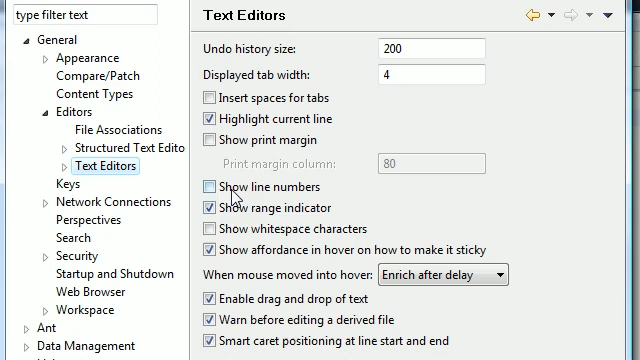 type filter text
General
Appearance
Compare/Patch
Content Types
Editors
File Associations
Structured Text Edito
Text Editors
Keys
Network Connections
Perspectives
Search
Security
Startup and Shutdown
Web Browser
Workspace
Ant
Data Management
Text Editors
Undo history size: 200
Displayed tab width: 4
Insert spaces for tabs
Highlight current line
Show print margin
Print margin column: 80
Show line numbers
Show range indicator
Show whitespace characters
Show affordance in hover on how to make it sticky
When mouse moved into hover: Enrich after delay
Enable drag and drop of text
Warn before editing a derived file
Smart caret positioning at line start and end